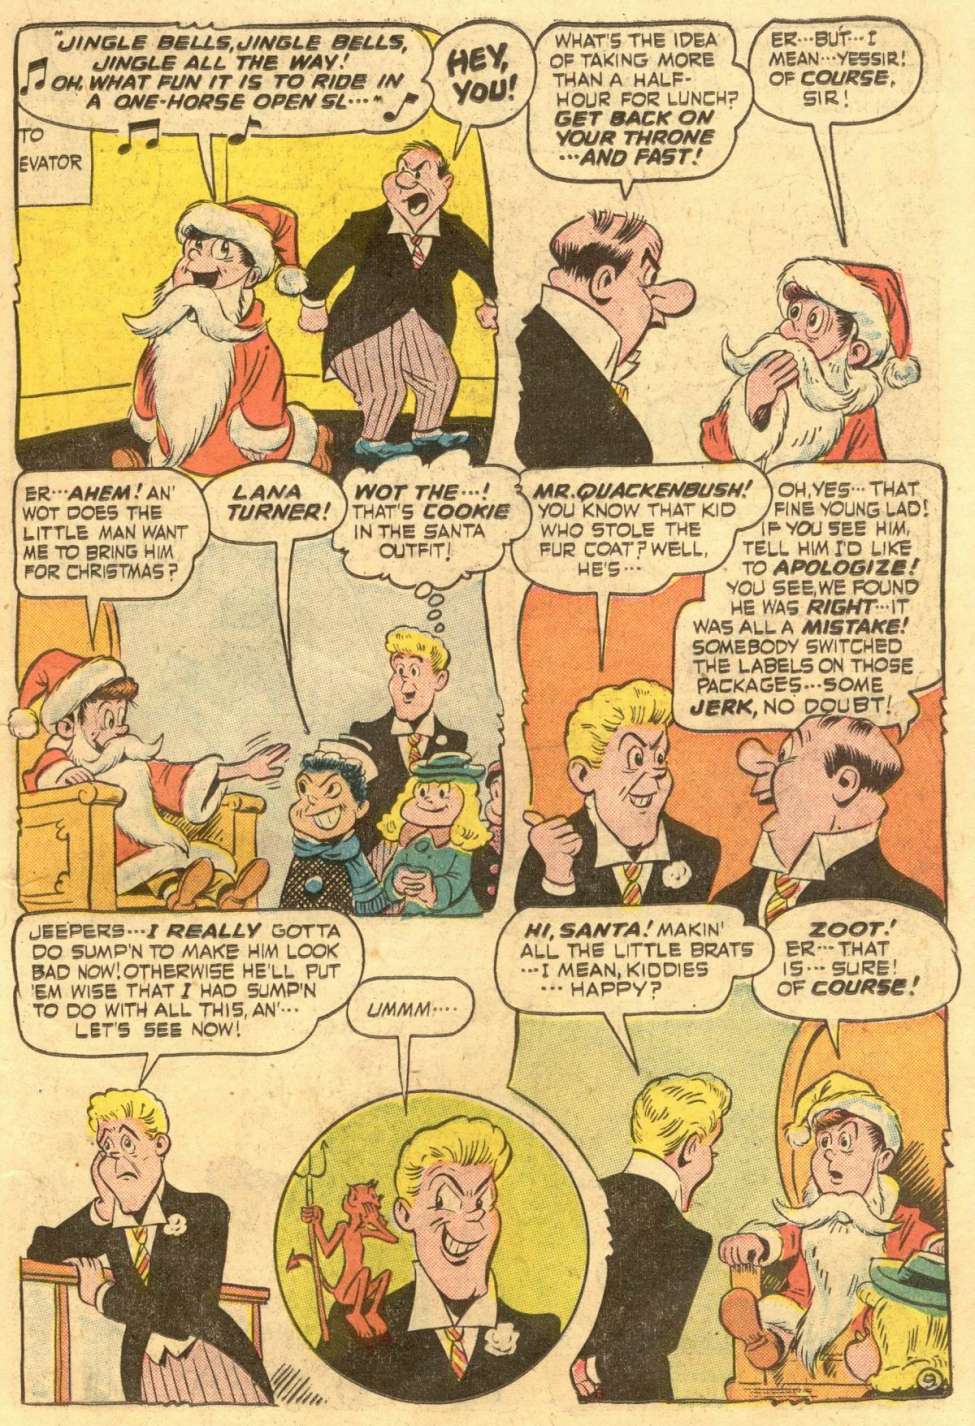 "JINGLE BELLS, JINGLE BELLS,
JINGLE ALL THE WAY!
OH, WHAT FUN IT IS TO RIDE IN
A ONE-HORSE OPEN SL---"
HEY,
YOU!
TO
EVATOR
WHAT'S THE IDEA
OF TAKING MORE
THAN A HALF-
HOUR FOR LUNCH?
GET BACK ON
YOUR THRONE
---AND FAST!
ER---BUT---I
MEAN---YESSIR!
OF COURSE,
SIR!
ER---AHEM! AN'
WOT DOES THE
LITTLE MAN WANT
ME TO BRING HIM
FOR CHRISTMAS?
LANA
TURNER!
WOT THE---!
THAT'S COOKIE
IN THE SANTA
OUTFIT!
MR. QUACKENBUSH!
YOU KNOW THAT KID
WHO STOLE THE
FUR COAT? WELL,
HE'S---
OH, YES--- THAT
FINE YOUNG LAD!
IF YOU SEE HIM,
TELL HIM I'D LIKE
TO APOLOGIZE!
YOU SEE, WE FOUND
HE WAS RIGHT---IT
WAS ALL A MISTAKE!
SOMEBODY SWITCHED
THE LABELS ON THOSE
PACKAGES---SOME
JERK, NO DOUBT!
JEEPERS---I REALLY GOTTA
DO SUMP'N TO MAKE HIM LOOK
BAD NOW! OTHERWISE HE'LL PUT
'EM WISE THAT I HAD SUMP'N
TO DO WITH ALL THIS, AN'---
LET'S SEE NOW!
UMMM----
HI, SANTA! MAKIN'
ALL THE LITTLE BRATS
---I MEAN, KIDDIES
---HAPPY?
ZOOT!
ER---THAT
IS---SURE!
OF COURSE!
9